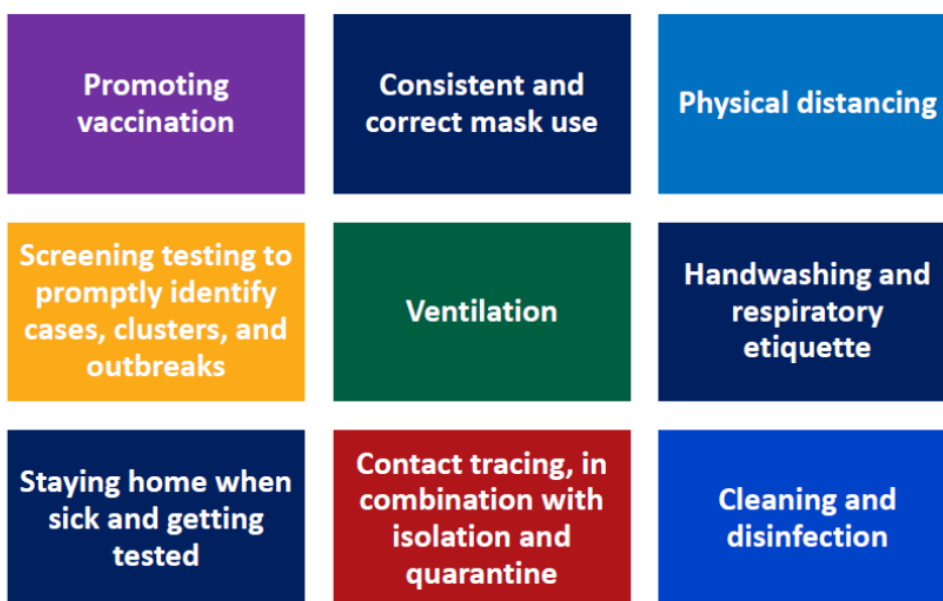 Promoting
vaccination
Consistent and
correct mask use
Physical distancing
Screening testing to
promptly identify
cases, clusters, and
outbreaks
Ventilation
Handwashing and
respiratory
etiquette
Staying home when
sick and getting
tested
Contact tracing, in
combination with
isolation and
quarantine
Cleaning and
disinfection